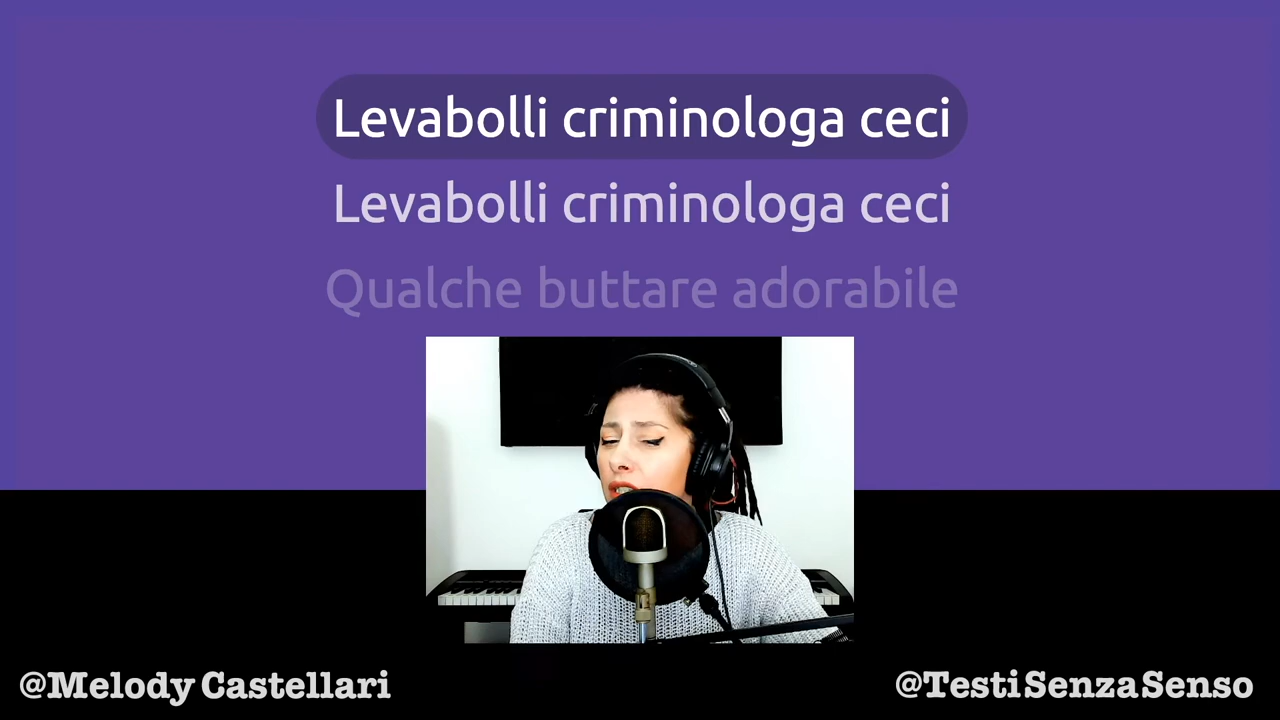 Levabolli criminologa ceci
Levabolli criminologa ceci
Qualche buttare adorabile
@Melody Castellari
@TestiSenzaSenso